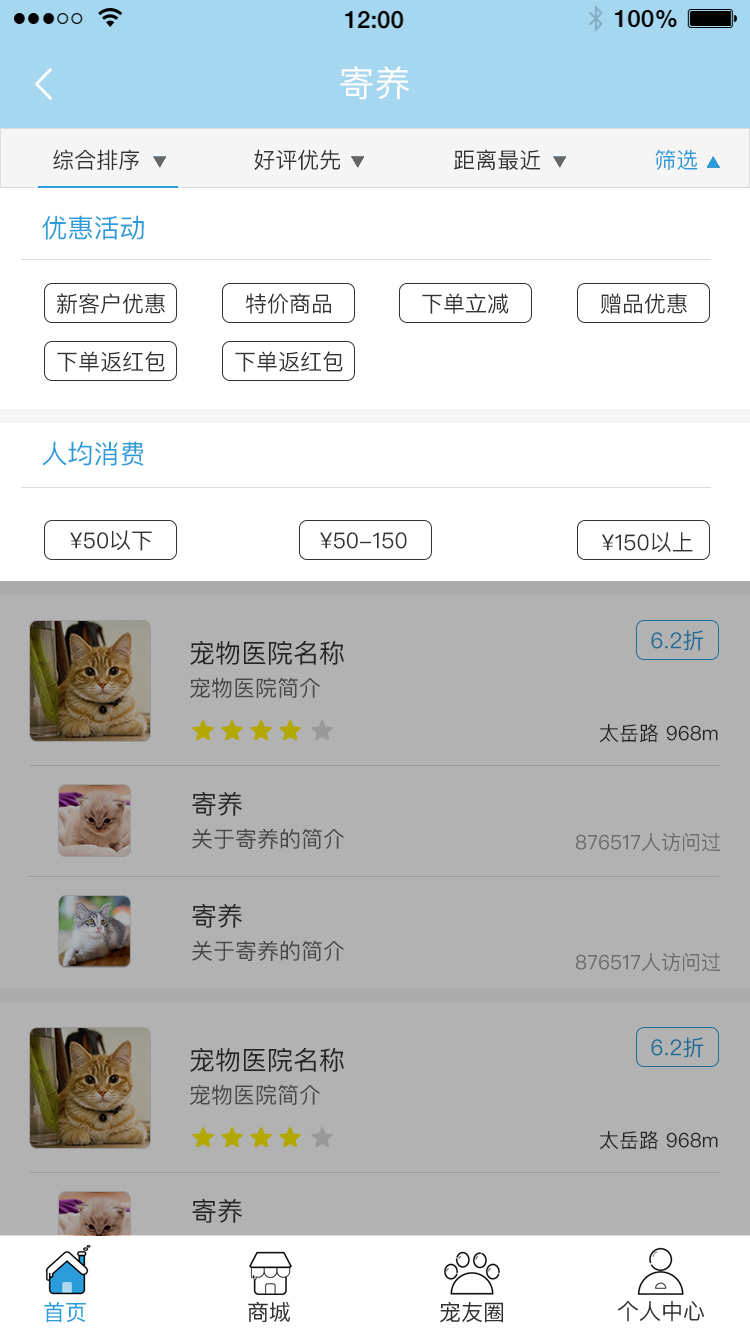 12:00
100%
寄养
综合排序 好评优先 距离最近 筛选
优惠活动
新客户优惠 特价商品 下单立减 赠品优惠
下单返红包 下单返红包
人均消费
¥50以下 ¥50-150 ¥150以上
宠物医院名称 6.2折
宠物医院简介
太岳路 968m
寄养
关于寄养的简介 876517人访问过
寄养
关于寄养的简介 876517人访问过
宠物医院名称 6.2折
宠物医院简介
太岳路 968m
寄养
首页 商城 宠友圈 个人中心